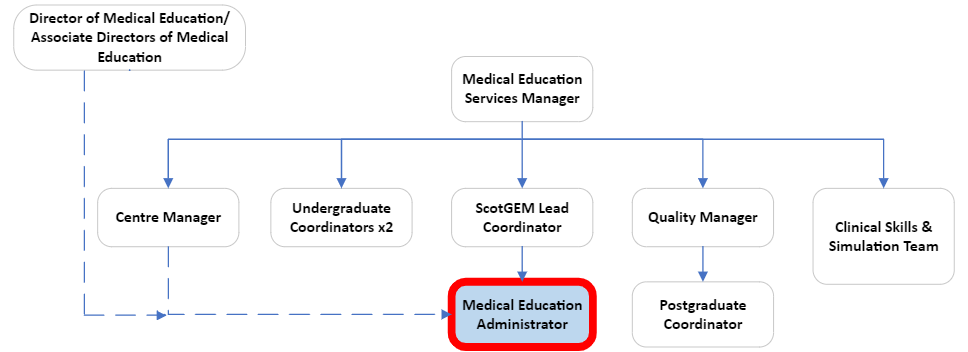 Director of Medical Education/
Associate Directors of Medical
Education
Medical Education
Services Manager
Centre Manager
Undergraduate
Coordinators x2
ScotGEM Lead
Coordinator
Quality Manager
Clinical Skills &
Simulation Team
Medical Education
Administrator
Postgraduate
Coordinator